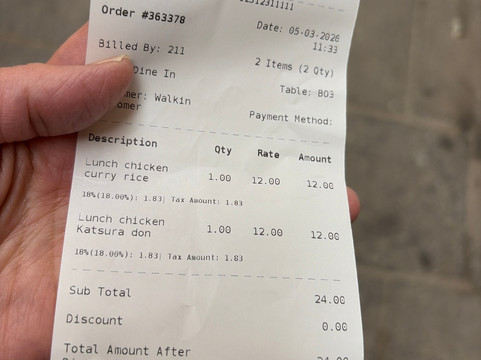 Order #363378
Date: 05-03-2026
11:33
Billed By: 211
2 Items (2 Qty)
Dine In
Table: B03
mer: Walkin
omer
Payment Method:
Description Qty Rate Amount
Lunch chicken
curry rice 1.00 12.00 12.00
18%(18.00%): 1.83| Tax Amount: 1.83
Lunch chicken
Katsura don 1.00 12.00 12.00
18%(18.00%): 1.83| Tax Amount: 1.83
Sub Total 24.00
Discount 0.00
Total Amount After